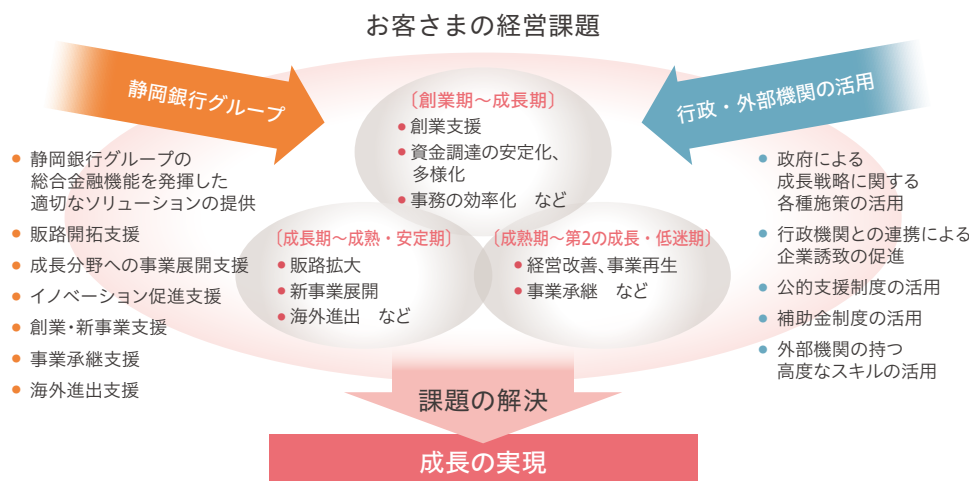 お客さまの経営課題
静岡銀行グループ
行政・外部機関の活用
〔創業期～成長期〕
● 創業支援
● 資金調達の安定化、
多様化
● 事務の効率化　など
〔成長期～成熟・安定期〕
● 販路拡大
● 新事業展開
● 海外進出　など
〔成熟期～第2の成長・低迷期〕
● 経営改善、事業再生
● 事業承継　など
● 静岡銀行グループの
総合金融機能を発揮した
適切なソリューションの提供
● 販路開拓支援
● 成長分野への事業展開支援
● イノベーション促進支援
● 創業・新事業支援
● 事業承継支援
● 海外進出支援
● 政府による
成長戦略に関する
各種施策の活用
● 行政機関との連携による
企業誘致の促進
● 公的支援制度の活用
● 補助金制度の活用
● 外部機関の持つ
高度なスキルの活用
課題の解決
成長の実現